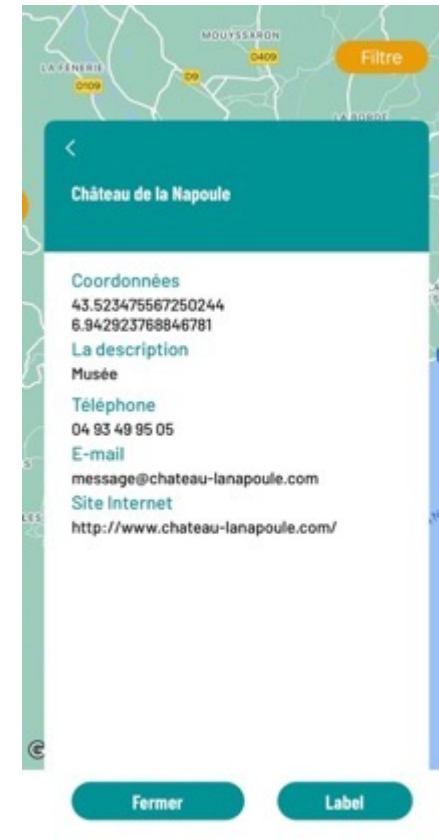 MOUYSSARON
D409
Filtre
LA FÉNERIE
D9
D109
LA BORDE
Château de la Napoule
Coordonnées
43.523475567250244
6.942923768846781
La description
Musée
Téléphone
04 93 49 95 05
E-mail
message@chateau-lanapoule.com
Site Internet
http://www.chateau-lanapoule.com/
LES
Fermer
Label